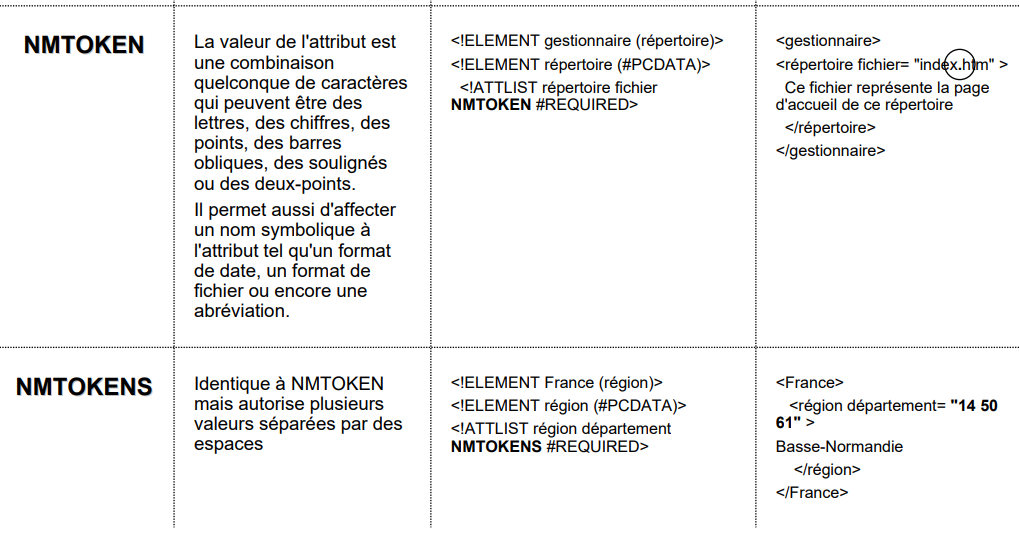 NMTOKEN
La valeur de l'attribut est
une combinaison
quelconque de caractères
qui peuvent être des
lettres, des chiffres, des
points, des barres
obliques, des soulignés
ou des deux-points.
Il permet aussi d'affecter
un nom symbolique à
l'attribut tel qu'un format
de date, un format de
fichier ou encore une
abréviation.
<!ELEMENT gestionnaire (répertoire)>
<!ELEMENT répertoire (#PCDATA)>
<!ATTLIST répertoire fichier
NMTOKEN #REQUIRED>
<gestionnaire>
<répertoire fichier= "index.htm" >
Ce fichier représente la page
d'accueil de ce répertoire
</répertoire>
</gestionnaire>
NMTOKENS
Identique à NMTOKEN
mais autorise plusieurs
valeurs séparées par des
espaces
<!ELEMENT France (région)>
<!ELEMENT région (#PCDATA)>
<!ATTLIST région département
NMTOKENS #REQUIRED>
<France>
<région département= "14 50
61" >
Basse-Normandie
</région>
</France>